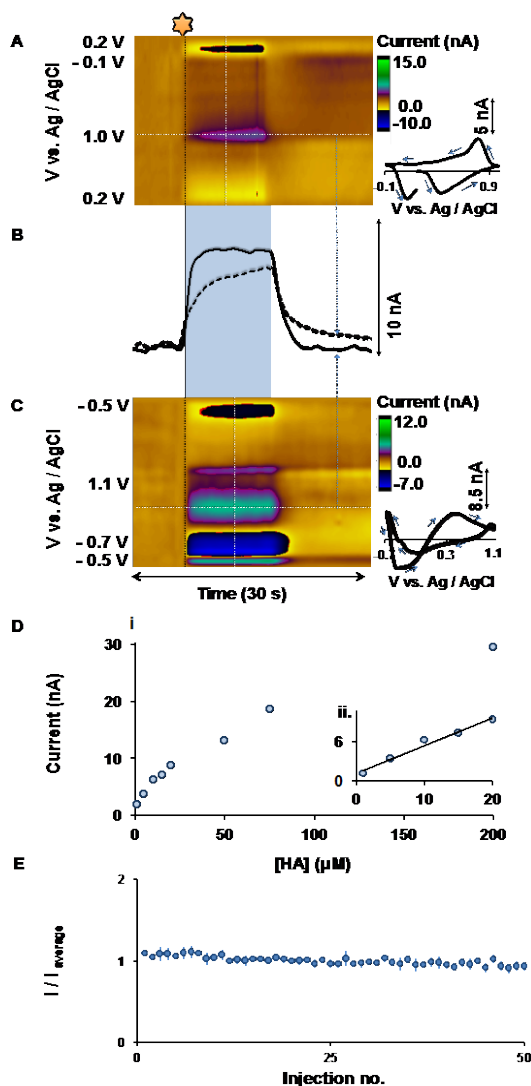 A
V vs. Ag / AgCl
0.2 V
- 0.1 V
1.0 V
0.2 V
Current (nA)
15.0
0.0
-10.0
5 nA
-0.1
0.9
V vs. Ag / AgCl
B
10 nA
C
V vs. Ag / AgCl
- 0.5 V
1.1 V
- 0.7 V
- 0.5 V
Time (30 s)
Current (nA)
12.0
0.0
-7.0
8.5 nA
0.3
1.1
V vs. Ag / AgCl
D
i
Current (nA)
30
20
10
0
0
50
100
150
200
[HA] (µM)
ii.
6
0
0
10
20
E
I / I average
2
1
0
0
25
50
Injection no.